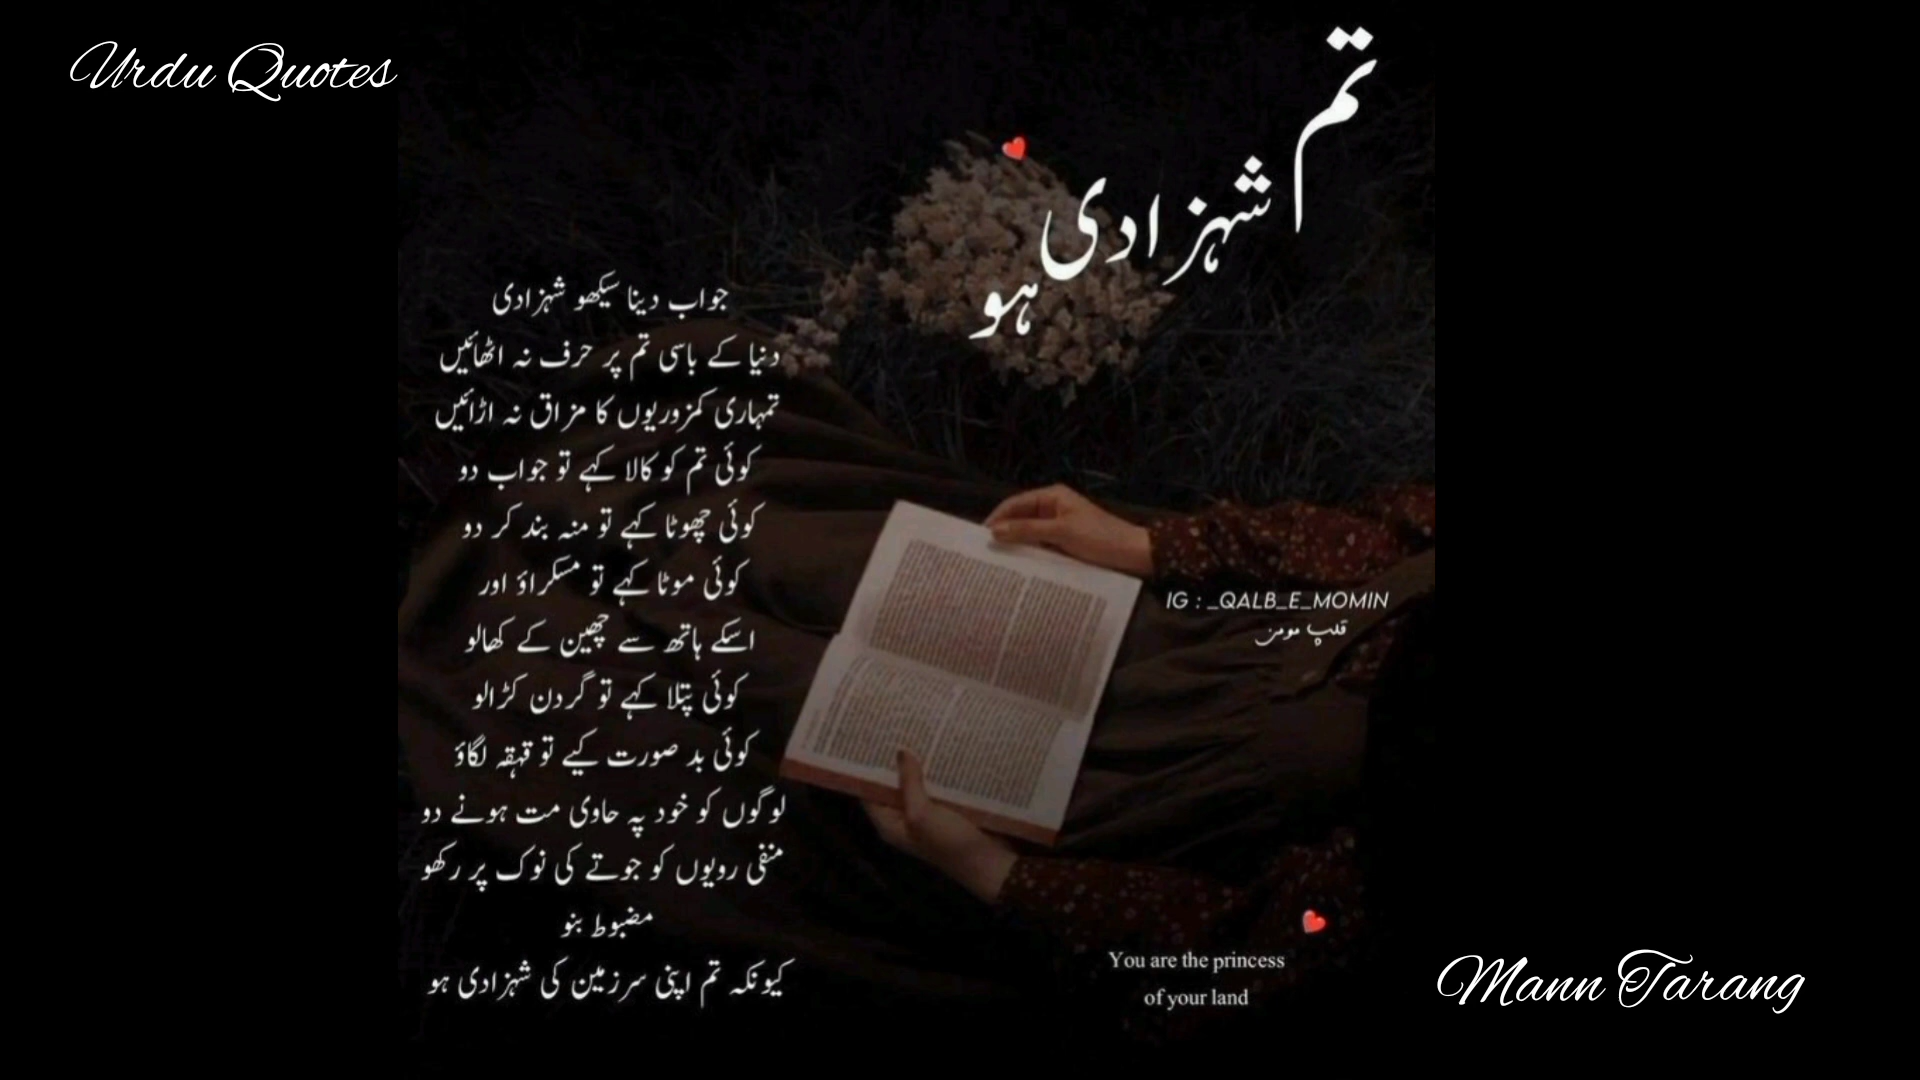 Urdu Quotes
تم
شہزادی
ہو
جواب دینا سیکھو شہزادی
دنیا کے باسی تم پر حرف نہ اٹھائیں
تمہاری کمزوریوں کا مزاق نہ اڑائیں
کوئی تم کو کالا کہے تو جواب دو
کوئی چھوٹا کہے تو منہ بند کر دو
کوئی موٹا کہے تو مسکراؤ اور
اسکے ہاتھ سے چھین کے کھالو
کوئی پتلا کہے تو گردن کڑالو
کوئی بد صورت کہے تو قہقہ لگاؤ
لوگوں کو خود پہ حاوی مت ہونے دو
منفی رویوں کو جوتے کی نوک پر رکھو
مضبوط بنو
کیونکہ تم اپنی سرزمین کی شہزادی ہو
IG : _QALB_E_MOMIN
قلبِ مومن
You are the princess
of your land
Mann Tarang